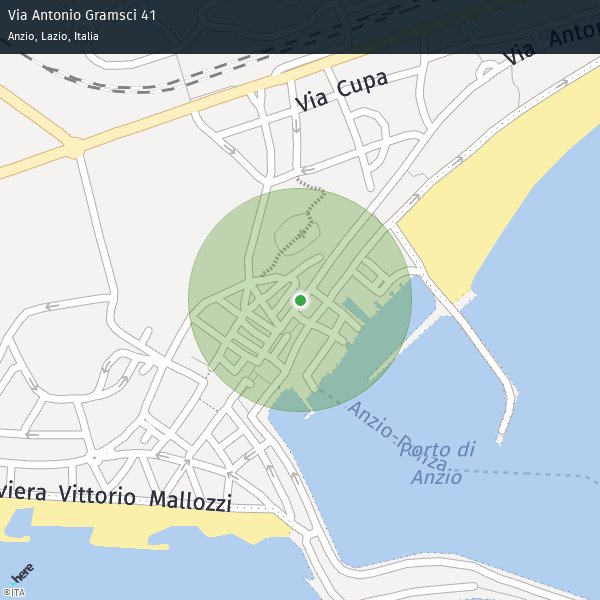 Via Antonio Gramsci 41
Anzio, Lazio, Italia
Via Anton
Via Cupa
Anzio-Ponza
Porto di
Anzio
viera Vittorio Mallozzi
here
©ITA